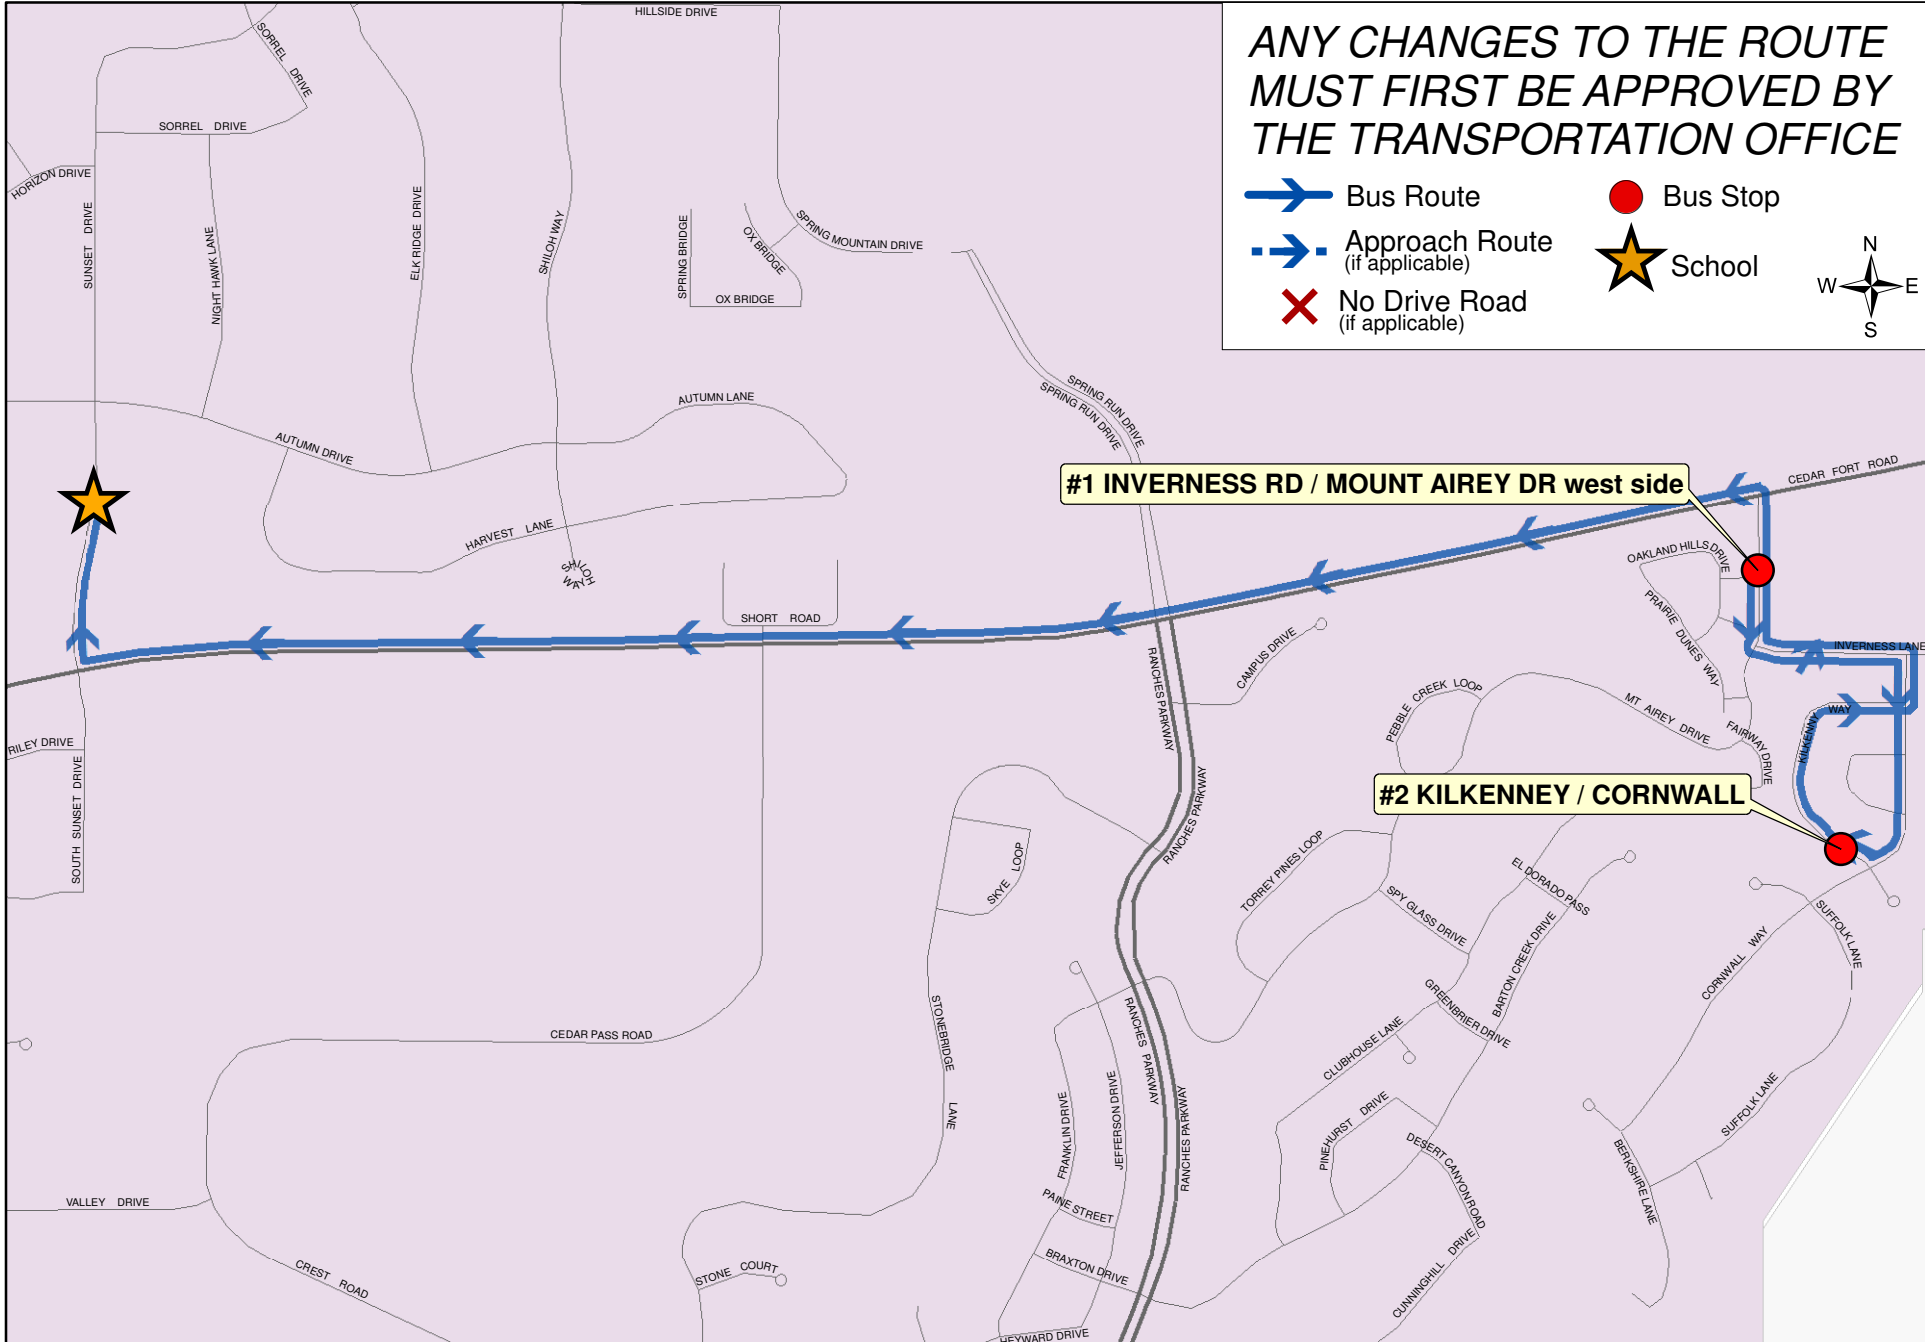 HILLSIDE DRIVE
ANY CHANGES TO THE ROUTE
MUST FIRST BE APPROVED BY
THE TRANSPORTATION OFFICE
Bus Route
Bus Stop
Approach Route
(if applicable)
School
No Drive Road
(if applicable)
N
W
E
S
SORREL DRIVE
SORREL DRIVE
HORIZON DRIVE
SUNSET DRIVE
NIGHT HAWK LANE
ELK RIDGE DRIVE
SHILOH WAY
SPRING BRIDGE
OX BRIDGE
OX BRIDGE
SPRING MOUNTAIN DRIVE
SPRING RUN DRIVE
SPRING RUN DRIVE
AUTUMN LANE
AUTUMN DRIVE
HARVEST LANE
SHILOH
WAY
#1 INVERNESS RD / MOUNT AIREY DR west side
CEDAR FORT ROAD
OAKLAND HILLS DRIVE
PRAIRIE DUNES WAY
INVERNESS LANE
SHORT ROAD
CAMPUS DRIVE
RANCHES PARKWAY
PEBBLE CREEK LOOP
MT AIREY DRIVE
FAIRWAY DRIVE
KILKENNY
WAY
RILEY DRIVE
SOUTH SUNSET DRIVE
RANCHES PARKWAY
#2 KILKENNEY / CORNWALL
SKYE LOOP
TORREY PINES LOOP
SPY GLASS DRIVE
EL DORADO PASS
BARTON CREEK DRIVE
SUFFOLK LANE
CORNWALL WAY
GREENBRIER DRIVE
CLUBHOUSE LANE
STONEBRIDGE LANE
CEDAR PASS ROAD
RANCHES PARKWAY
RANCHES PARKWAY
FRANKLIN DRIVE
JEFFERSON DRIVE
PINEHURST DRIVE
DESERT CANYON ROAD
SUFFOLK LANE
BERKSHIRE LANE
VALLEY DRIVE
PAINE STREET
BRAXTON DRIVE
CUNNINGHILL DRIVE
CREST ROAD
STONE COURT
HEYWARD DRIVE